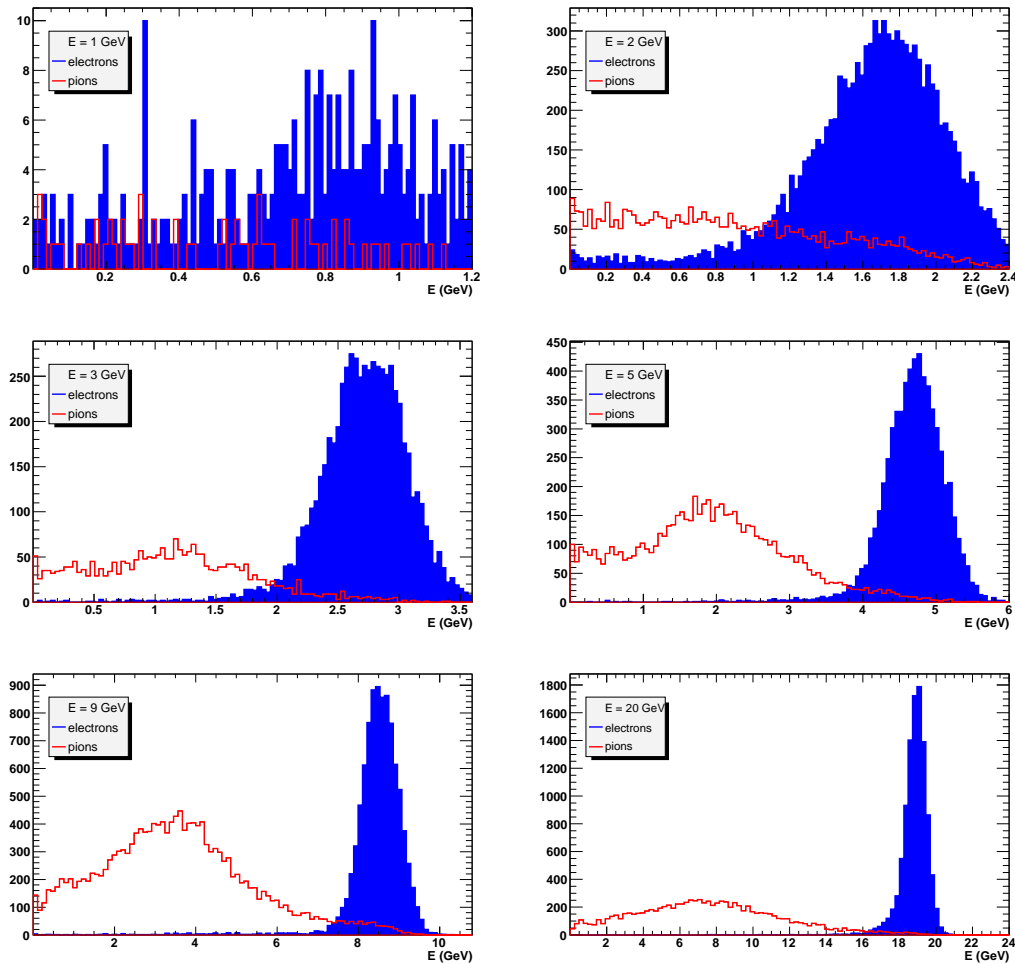 10
8
6
4
2
0
E = 1 GeV
electrons
pions
0.2 0.4 0.6 0.8 1 1.2
E (GeV)
300
250
200
150
100
50
0
E = 2 GeV
electrons
pions
0.2 0.4 0.6 0.8 1 1.2 1.4 1.6 1.8 2 2.2 2.4
E (GeV)
250
200
150
100
50
0
E = 3 GeV
electrons
pions
0.5 1 1.5 2 2.5 3 3.5
E (GeV)
450
400
350
300
250
200
150
100
50
0
E = 5 GeV
electrons
pions
1 2 3 4 5 6
E (GeV)
900
800
700
600
500
400
300
200
100
0
E = 9 GeV
electrons
pions
2 4 6 8 10
E (GeV)
1800
1600
1400
1200
1000
800
600
400
200
0
E = 20 GeV
electrons
pions
2 4 6 8 10 12 14 16 18 20 22 24
E (GeV)